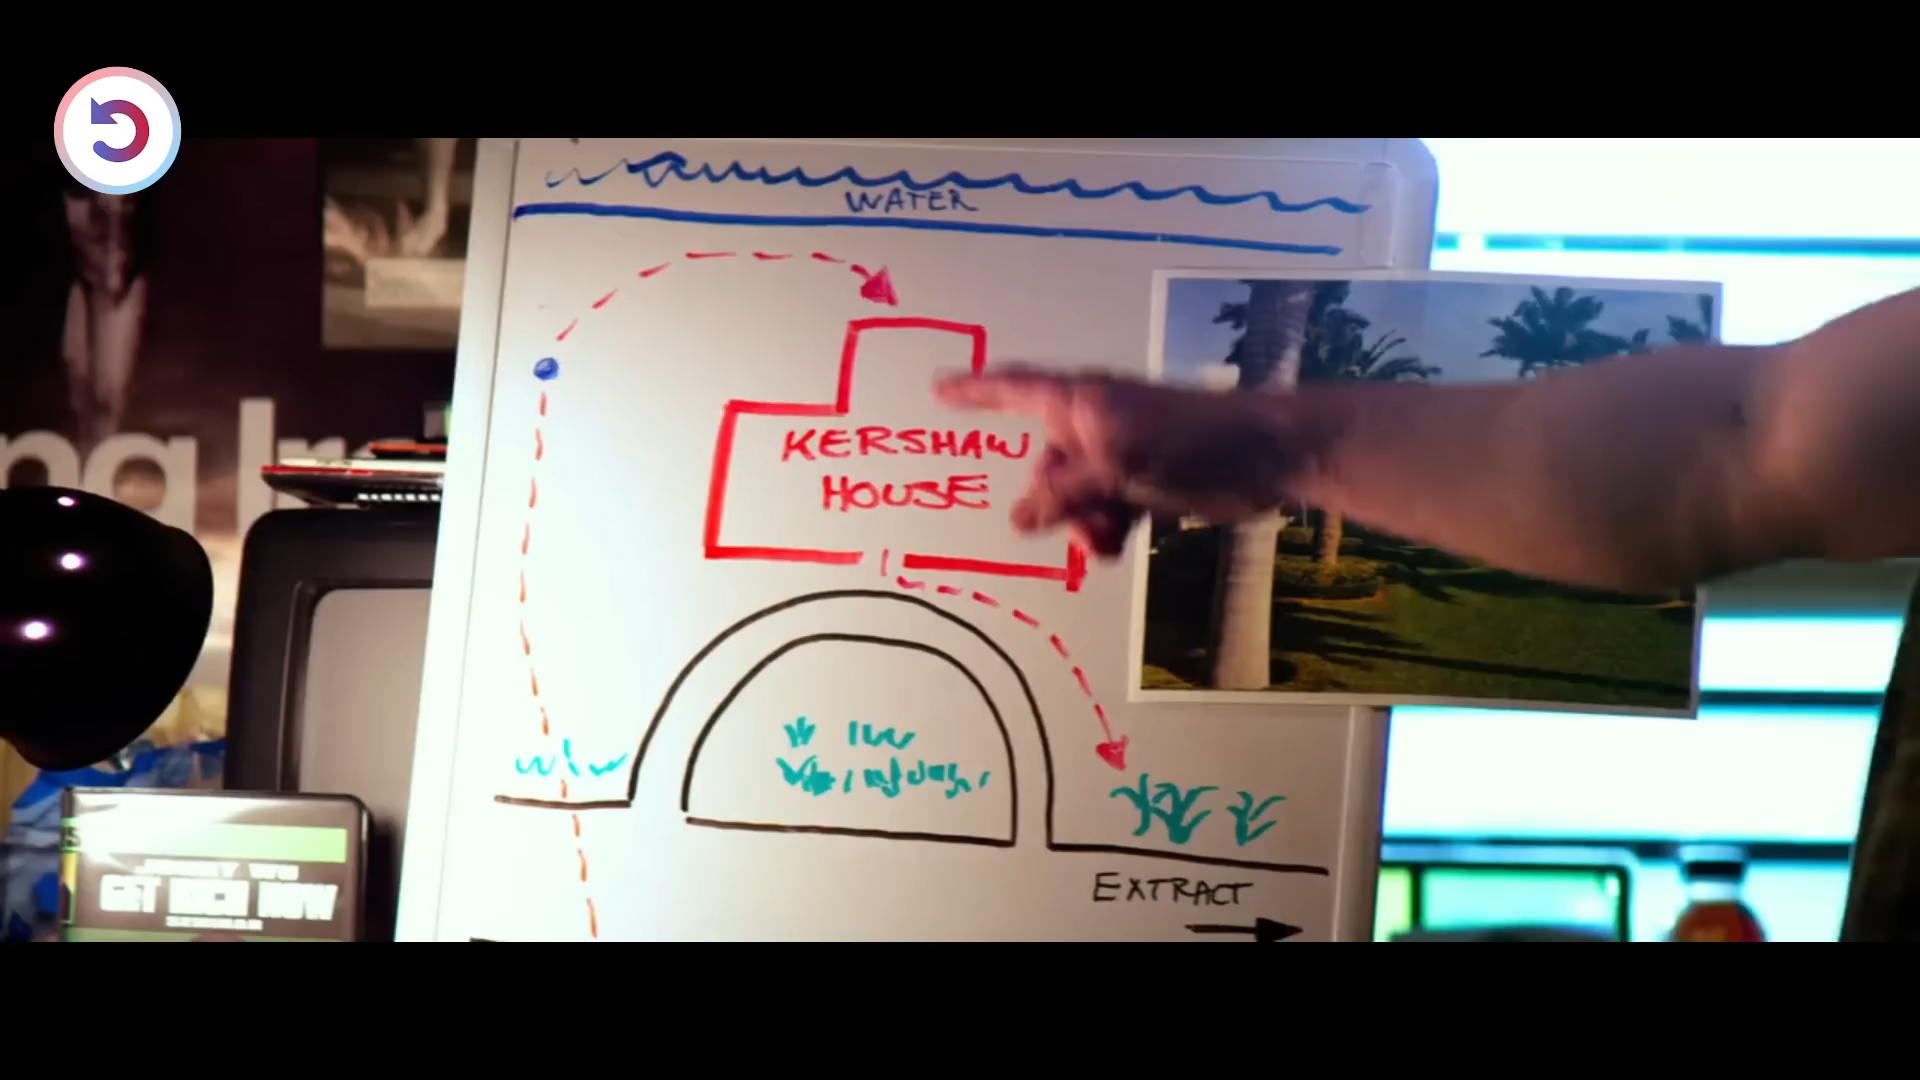 WATER
KERSHAW
HOUSE
EXTRACT
GET RICH NOW